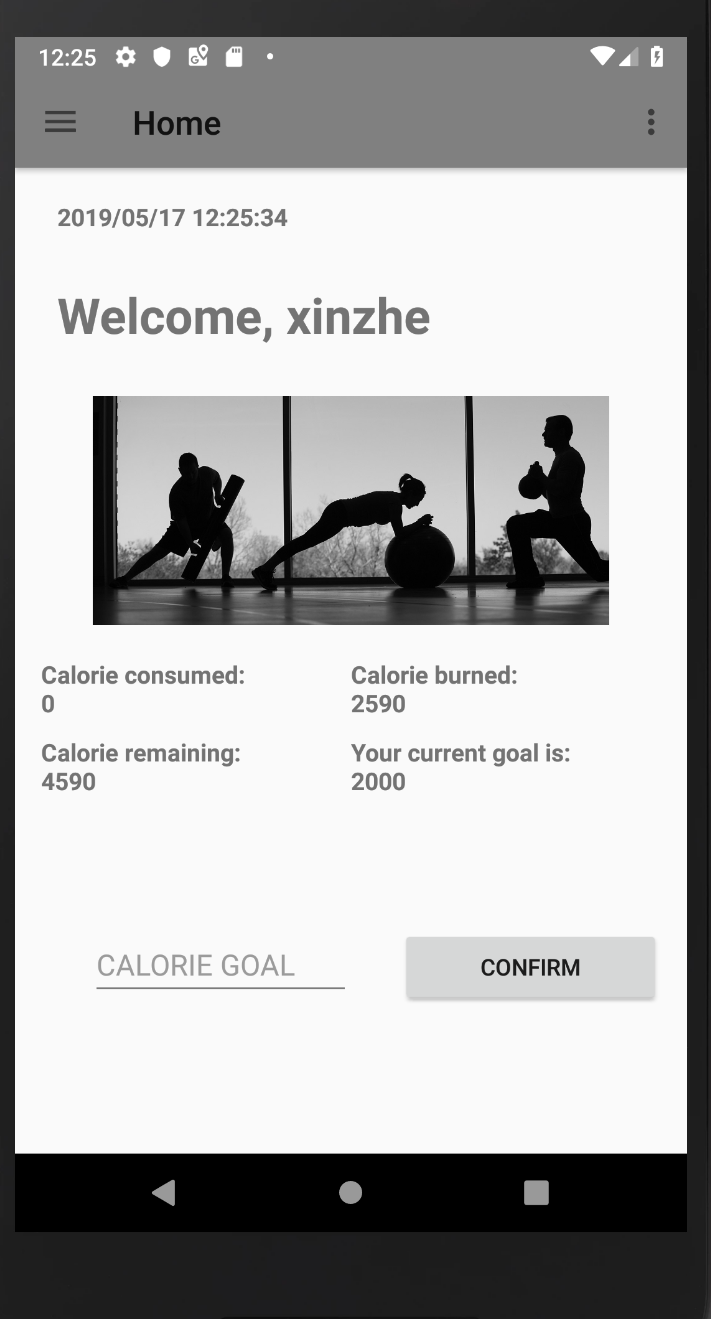 12:25
Home
2019/05/17 12:25:34
Welcome, xinzhe
Calorie consumed:
0
Calorie burned:
2590
Calorie remaining:
4590
Your current goal is:
2000
CALORIE GOAL
CONFIRM